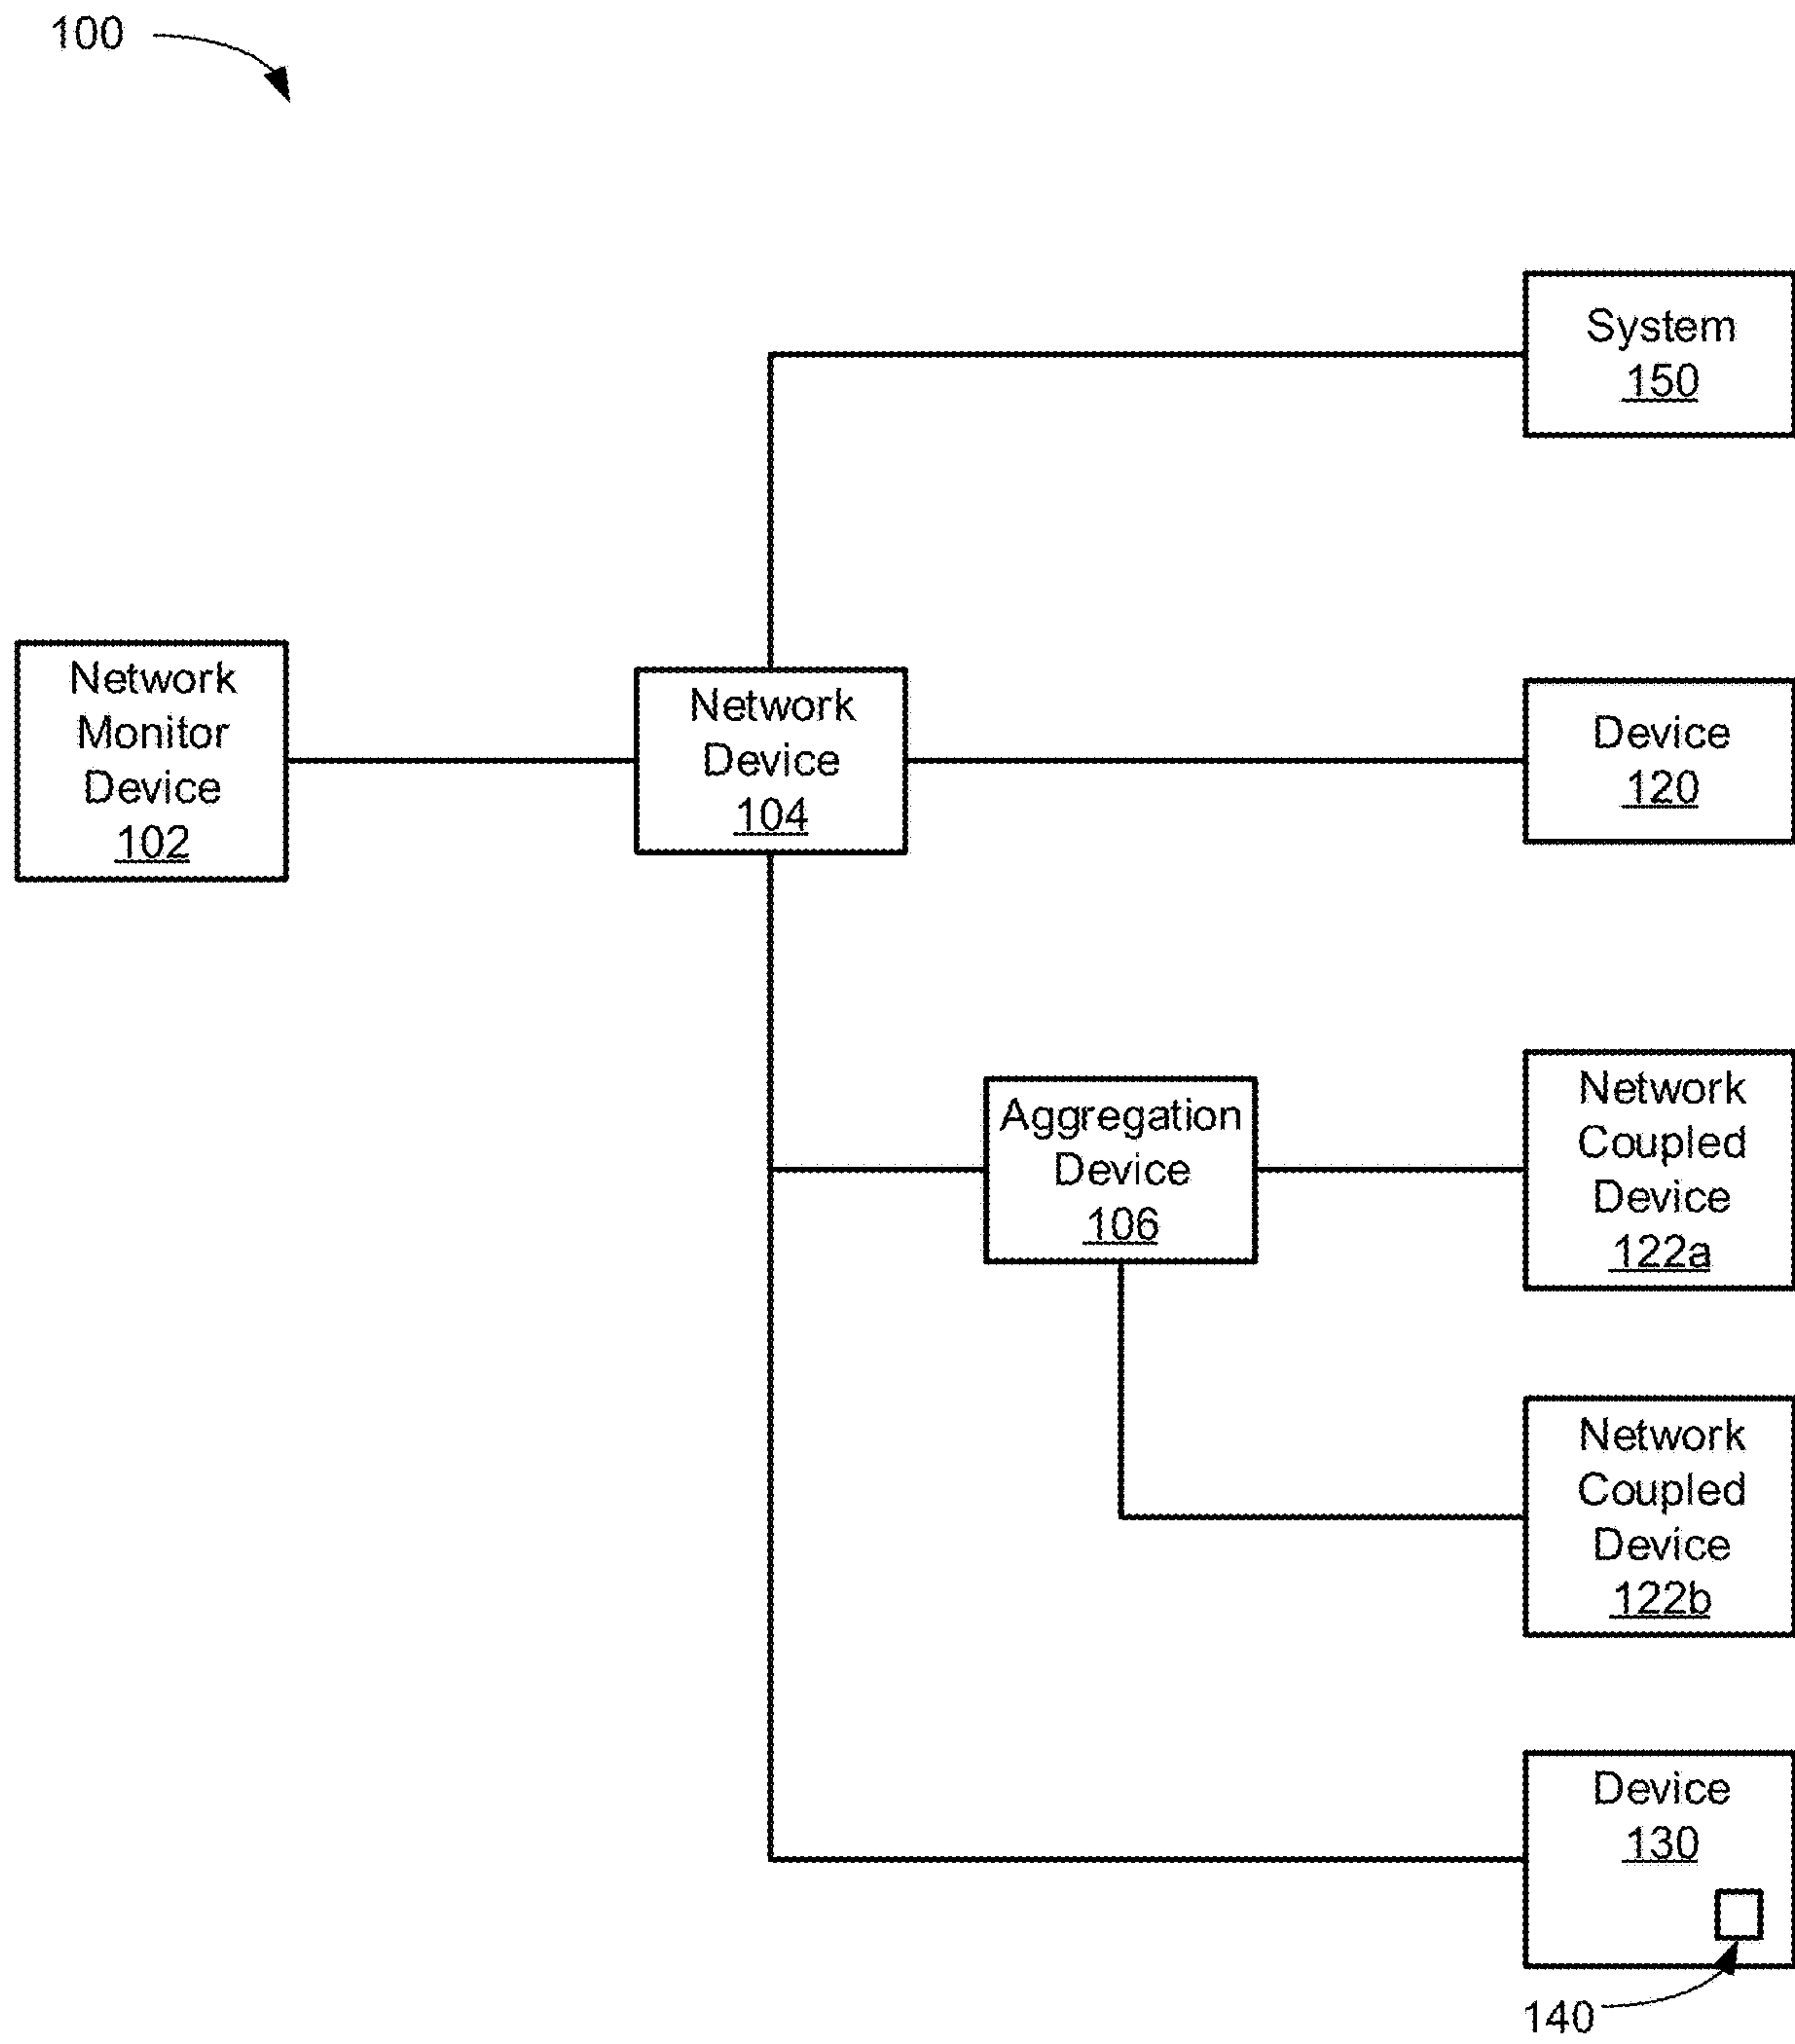 100
System
150
Network
Monitor
Device
102
Network
Device
104
Device
120
Aggregation
Device
106
Network
Coupled
Device
122a
Network
Coupled
Device
122b
Device
130
140